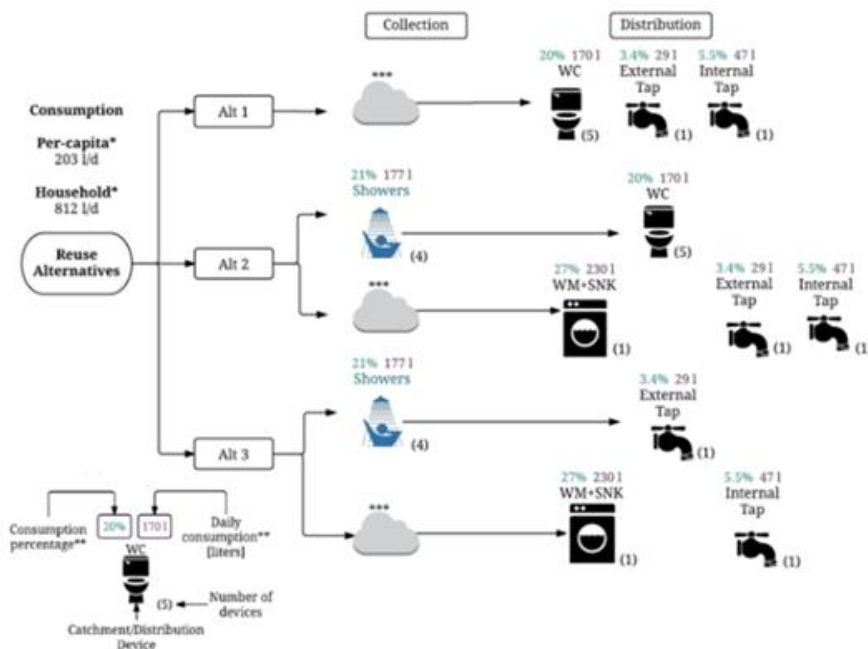 Collection
Distribution
Consumption
Per-capita*
203 l/d
Household*
812 l/d
Reuse
Alternatives
Alt 1
***
20% 170 l
WC
(5)
3.4% 29 l
External
Tap
(1)
5.5% 47 l
Internal
Tap
(1)
Alt 2
21% 177 l
Showers
(4)
20% 170 l
WC
(5)
***
27% 230 l
WM+SNK
(1)
3.4% 29 l
External
Tap
(1)
5.5% 47 l
Internal
Tap
(1)
Alt 3
21% 177 l
Showers
(4)
3.4% 29 l
External
Tap
(1)
***
27% 230 l
WM+SNK
(1)
5.5% 47 l
Internal
Tap
(1)
Consumption
percentage**
20%
170 l
Daily
consumption**
[liters]
WC
(5)
Number of
devices
Catchment/Distribution
Device